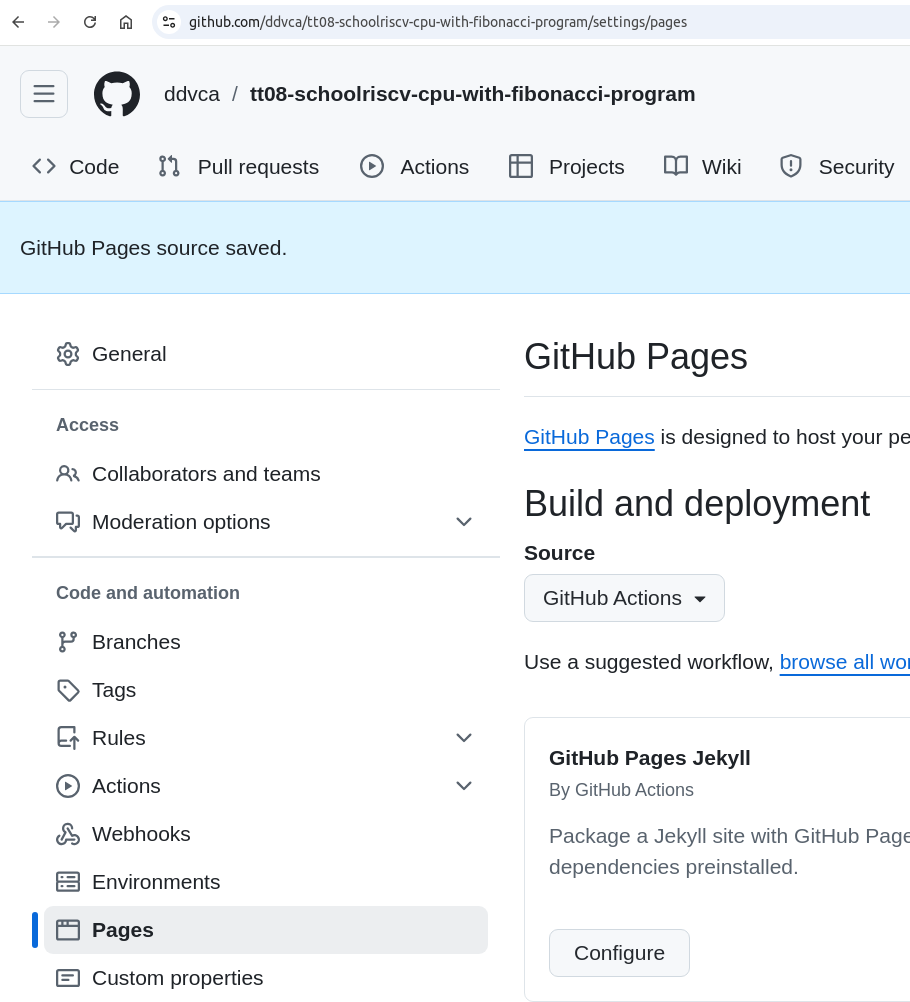 github.com/ddvca/tt08-schoolriscv-cpu-with-fibonacci-program/settings/pages
ddvca / tt08-schoolriscv-cpu-with-fibonacci-program
Code Pull requests Actions Projects Wiki Security
GitHub Pages source saved.
General
Access
Collaborators and teams
Moderation options
Code and automation
Branches
Tags
Rules
Actions
Webhooks
Environments
Pages
Custom properties
GitHub Pages
GitHub Pages is designed to host your pe
Build and deployment
Source
GitHub Actions
Use a suggested workflow, browse all wor
GitHub Pages Jekyll
By GitHub Actions
Package a Jekyll site with GitHub Page
dependencies preinstalled.
Configure